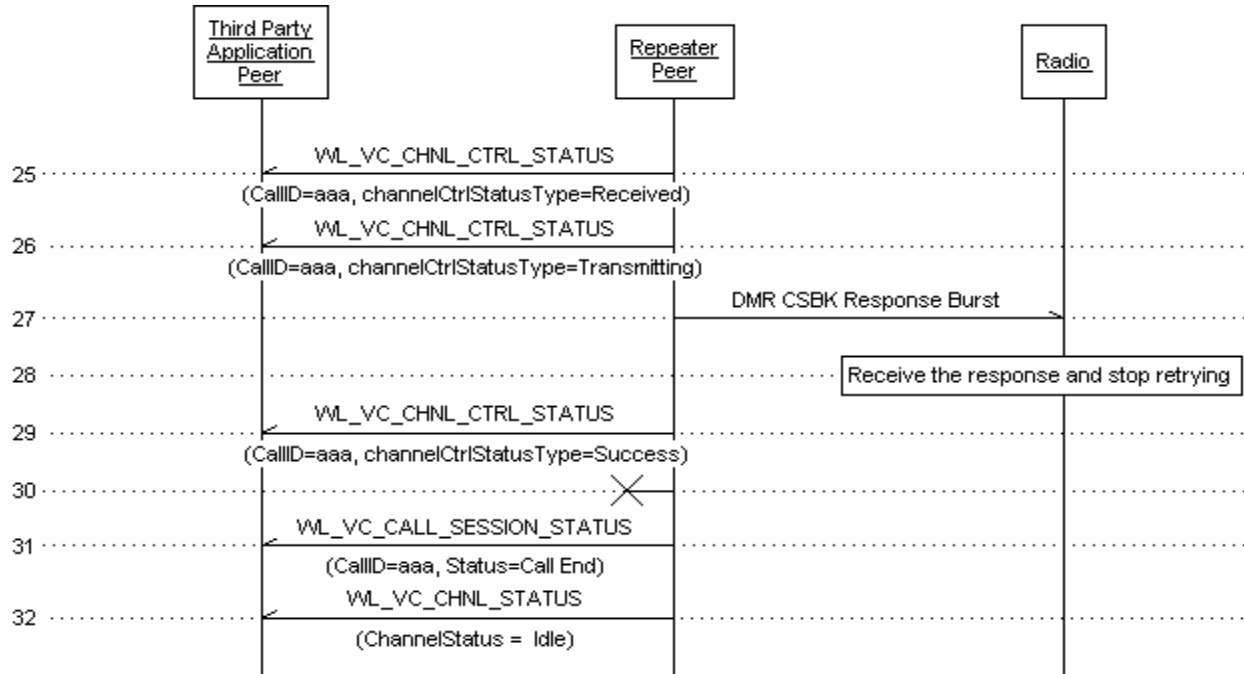 Third Party
Application
Peer
Repeater
Peer
Radio
WL_VC_CHNL_CTRL_STATUS
25
(CallID=aaa, channelCtrlStatusType=Received)
WL_VC_CHNL_CTRL_STATUS
26
(CallID=aaa, channelCtrlStatusType=Transmitting)
DMR CSBK Response Burst
27
28
Receive the response and stop retrying
WL_VC_CHNL_CTRL_STATUS
29
(CallID=aaa, channelCtrlStatusType=Success)
30
WL_VC_CALL_SESSION_STATUS
31
(CallID=aaa, Status=Call End)
WL_VC_CHNL_STATUS
32
(ChannelStatus = Idle)